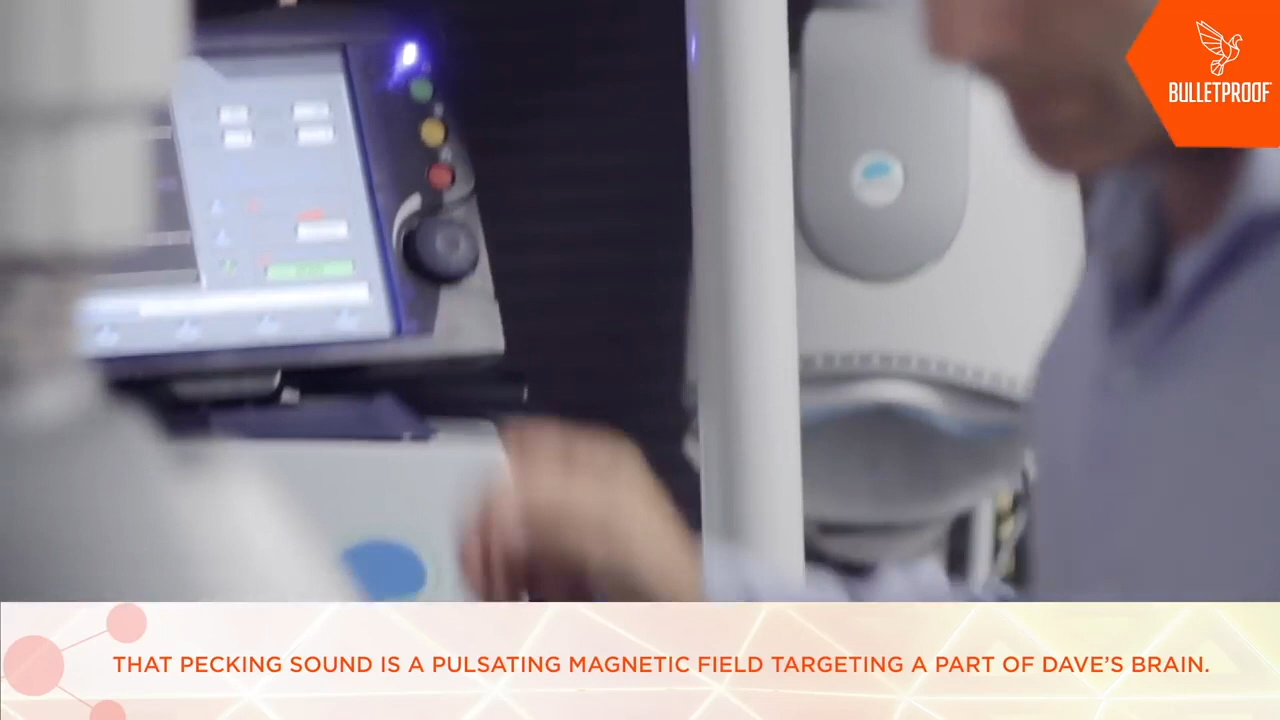 BULLETPROOF
THAT PECKING SOUND IS A PULSATING MAGNETIC FIELD TARGETING A PART OF DAVE'S BRAIN.